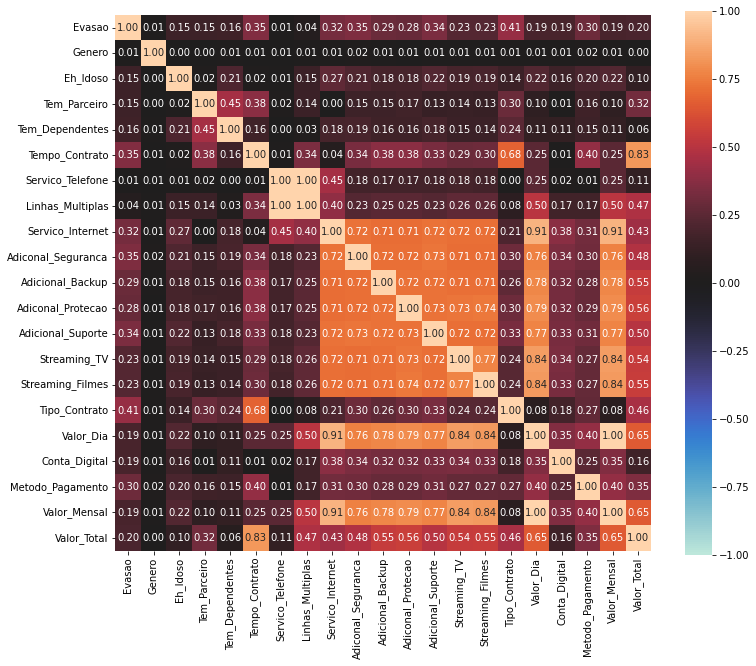 Evasao 1.00 0.01 0.15 0.15 0.16 0.35 0.01 0.04 0.32 0.35 0.29 0.28 0.34 0.23 0.23 0.41 0.19 0.19 0.30 0.19 0.20
Genero 0.01 1.00 0.00 0.00 0.01 0.01 0.01 0.01 0.01 0.02 0.01 0.01 0.01 0.01 0.01 0.01 0.01 0.01 0.02 0.01 0.00
Eh_Idoso 0.15 0.00 1.00 0.02 0.21 0.02 0.01 0.15 0.27 0.21 0.18 0.18 0.22 0.19 0.19 0.14 0.22 0.16 0.20 0.22 0.10
Tem_Parceiro 0.15 0.00 0.02 1.00 0.45 0.38 0.02 0.14 0.00 0.15 0.15 0.17 0.13 0.14 0.13 0.30 0.10 0.01 0.16 0.10 0.32
Tem_Dependentes 0.16 0.01 0.21 0.45 1.00 0.16 0.00 0.03 0.18 0.19 0.16 0.16 0.18 0.15 0.14 0.24 0.11 0.11 0.15 0.11 0.06
Tempo_Contrato 0.35 0.01 0.02 0.38 0.16 1.00 0.01 0.34 0.04 0.34 0.38 0.38 0.33 0.29 0.30 0.68 0.25 0.01 0.40 0.25 0.83
Servico_Telefone 0.01 0.01 0.01 0.02 0.00 0.01 1.00 1.00 0.45 0.18 0.17 0.17 0.18 0.18 0.18 0.00 0.25 0.02 0.01 0.25 0.11
Linhas_Multiplas 0.04 0.01 0.15 0.14 0.03 0.34 1.00 1.00 0.40 0.23 0.25 0.25 0.23 0.26 0.26 0.08 0.50 0.17 0.17 0.50 0.47
Servico_Internet 0.32 0.01 0.27 0.00 0.18 0.04 0.45 0.40 1.00 0.72 0.71 0.71 0.72 0.72 0.72 0.21 0.91 0.38 0.31 0.91 0.43
Adiconal_Seguranca 0.35 0.02 0.21 0.15 0.19 0.34 0.18 0.23 0.72 1.00 0.72 0.72 0.73 0.71 0.71 0.30 0.76 0.34 0.30 0.76 0.48
Adicional_Backup 0.29 0.01 0.18 0.15 0.16 0.38 0.17 0.25 0.71 0.72 1.00 0.72 0.72 0.71 0.71 0.26 0.78 0.32 0.28 0.78 0.55
Adiconal_Protecao 0.28 0.01 0.18 0.17 0.16 0.38 0.17 0.25 0.71 0.72 0.72 1.00 0.73 0.73 0.74 0.30 0.79 0.32 0.29 0.79 0.56
Adicional_Suporte 0.34 0.01 0.22 0.13 0.18 0.33 0.18 0.23 0.72 0.73 0.72 0.73 1.00 0.72 0.72 0.33 0.77 0.33 0.31 0.77 0.50
Streaming_TV 0.23 0.01 0.19 0.14 0.15 0.29 0.18 0.26 0.72 0.71 0.71 0.73 0.72 1.00 0.77 0.24 0.84 0.34 0.27 0.84 0.54
Streaming_Filmes 0.23 0.01 0.19 0.13 0.14 0.30 0.18 0.26 0.72 0.71 0.71 0.74 0.72 0.77 1.00 0.24 0.84 0.33 0.27 0.84 0.55
Tipo_Contrato 0.41 0.01 0.14 0.30 0.24 0.68 0.00 0.08 0.21 0.30 0.26 0.30 0.33 0.24 0.24 1.00 0.08 0.18 0.27 0.08 0.46
Valor_Dia 0.19 0.01 0.22 0.10 0.11 0.25 0.25 0.50 0.91 0.76 0.78 0.79 0.77 0.84 0.84 0.08 1.00 0.35 0.40 1.00 0.65
Conta_Digital 0.19 0.01 0.16 0.01 0.11 0.01 0.02 0.17 0.38 0.34 0.32 0.32 0.33 0.34 0.33 0.18 0.35 1.00 0.25 0.35 0.16
Metodo_Pagamento 0.30 0.02 0.20 0.16 0.15 0.40 0.01 0.17 0.31 0.30 0.28 0.29 0.31 0.27 0.27 0.27 0.40 0.25 1.00 0.40 0.35
Valor_Mensal 0.19 0.01 0.22 0.10 0.11 0.25 0.25 0.50 0.91 0.76 0.78 0.79 0.77 0.84 0.84 0.08 1.00 0.35 0.40 1.00 0.65
Valor_Total 0.20 0.00 0.10 0.32 0.06 0.83 0.11 0.47 0.43 0.48 0.55 0.56 0.50 0.54 0.55 0.46 0.65 0.16 0.35 0.65 1.00
Evasao
Genero
Eh_Idoso
Tem_Parceiro
Tem_Dependentes
Tempo_Contrato
Servico_Telefone
Linhas_Multiplas
Servico_Internet
Adiconal_Seguranca
Adicional_Backup
Adiconal_Protecao
Adicional_Suporte
Streaming_TV
Streaming_Filmes
Tipo_Contrato
Valor_Dia
Conta_Digital
Metodo_Pagamento
Valor_Mensal
Valor_Total
1.00
0.75
0.50
0.25
0.00
−0.25
−0.50
−0.75
−1.00